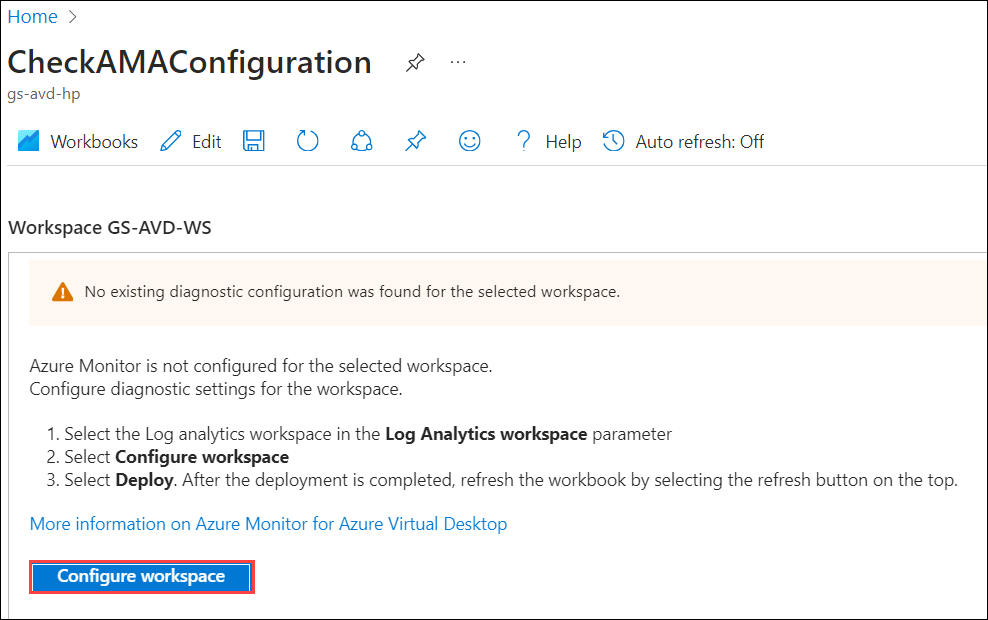 Home
CheckAMAConfiguration
gs-avd-hp
Workbooks Edit ? Help Auto refresh: Off
Workspace GS-AVD-WS
No existing diagnostic configuration was found for the selected workspace.
Azure Monitor is not configured for the selected workspace.
Configure diagnostic settings for the workspace.
1. Select the Log analytics workspace in the Log Analytics workspace parameter
2. Select Configure workspace
3. Select Deploy. After the deployment is completed, refresh the workbook by selecting the refresh button on the top.
More information on Azure Monitor for Azure Virtual Desktop
Configure workspace